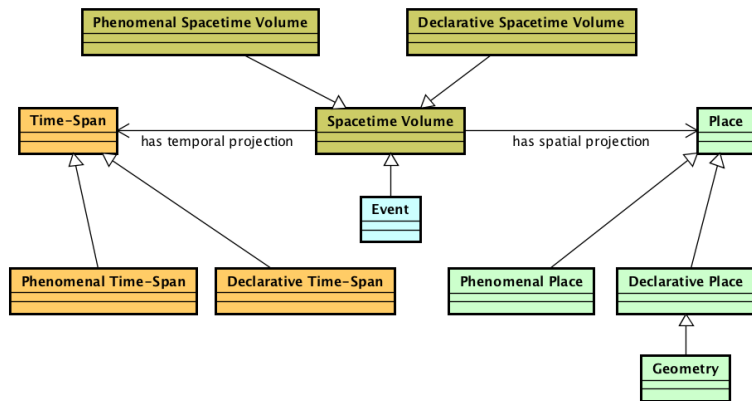 Phenomenal Spacetime Volume
Declarative Spacetime Volume
Time-Span
Spacetime Volume
Place
has temporal projection
has spatial projection
Event
Phenomenal Time-Span
Declarative Time-Span
Phenomenal Place
Declarative Place
Geometry